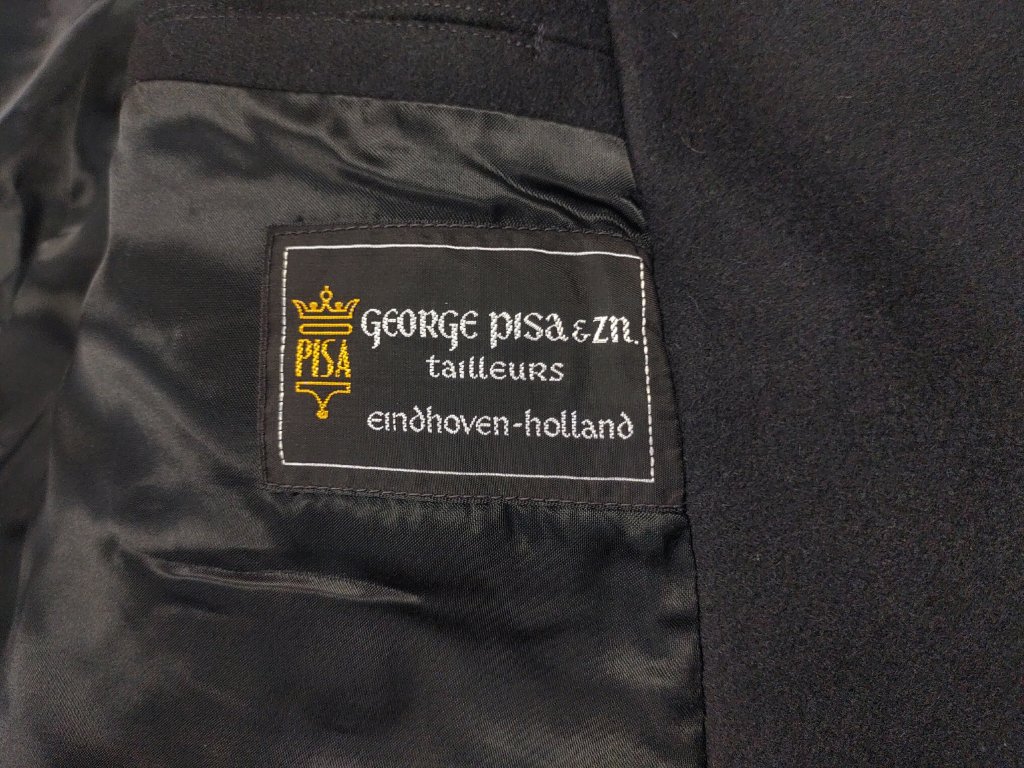 PISA
GEORGE PISA & ZN.
tailleurs
eindhoven-holland